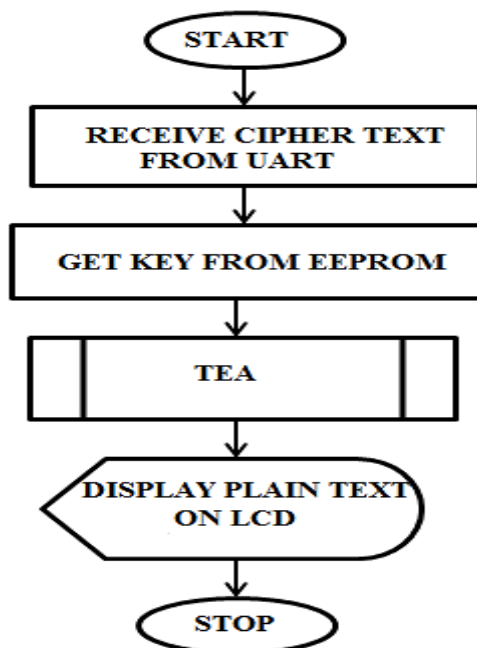 START
RECEIVE CIPHER TEXT
FROM UART
GET KEY FROM EEPROM
TEA
DISPLAY PLAIN TEXT
ON LCD
STOP